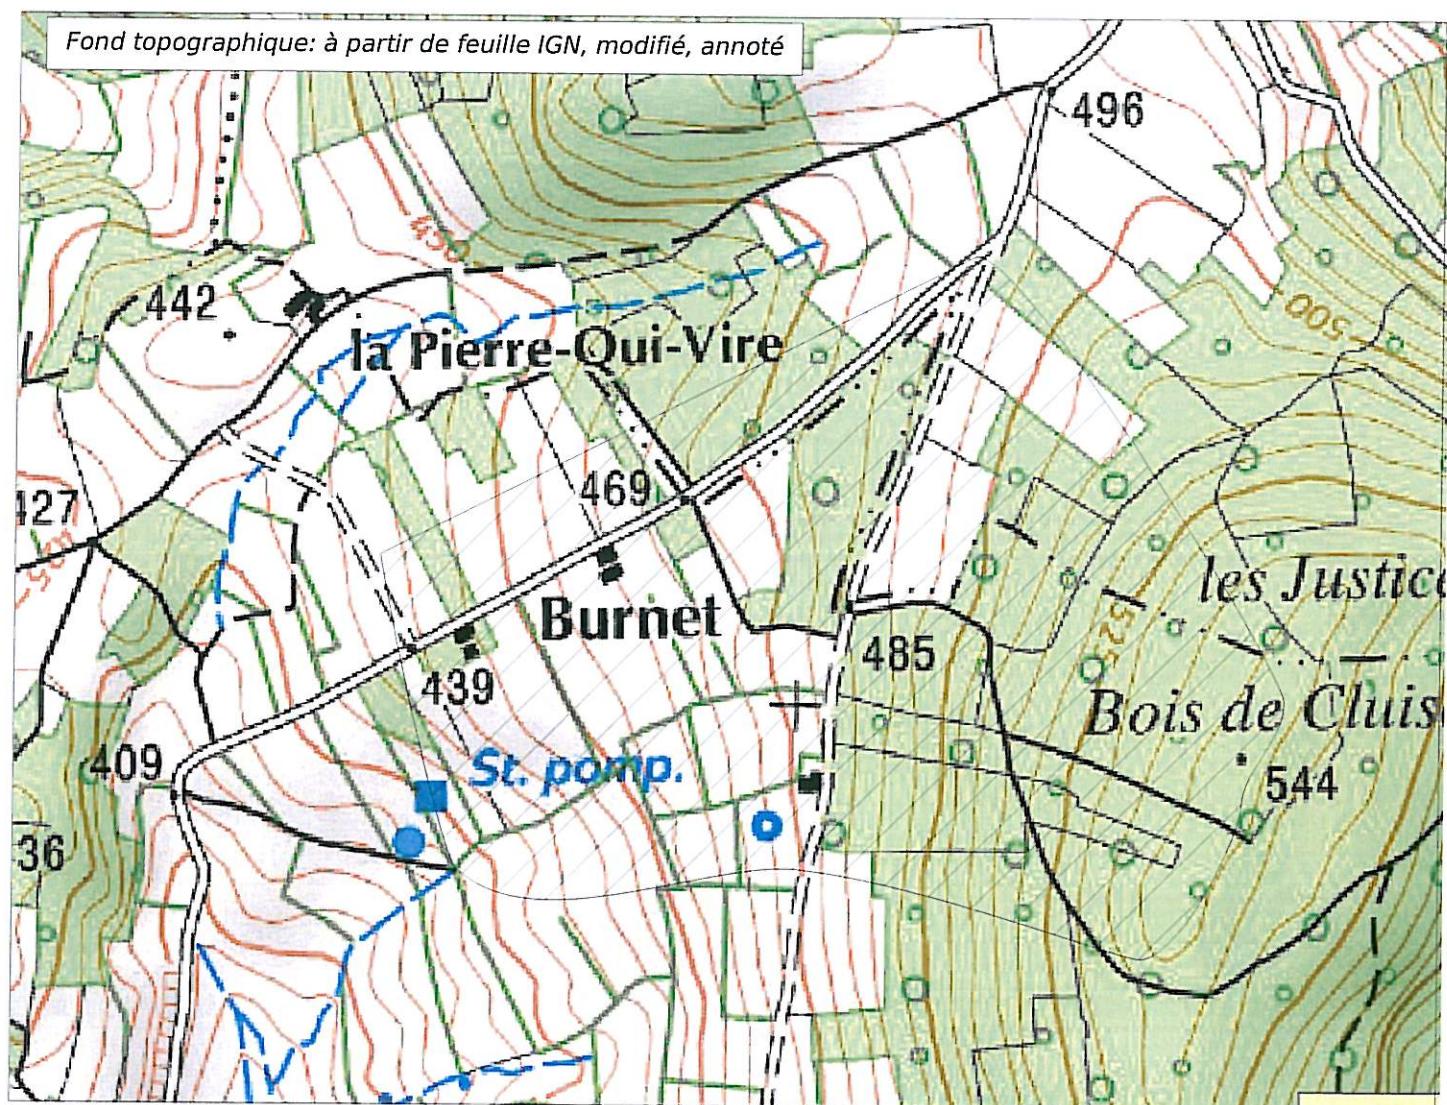 Fond topographique: à partir de feuille IGN, modifié, annoté
496
442
500
la Pierre-Qui-Vire
469
427
les Justice
Burnet
525
485
439
Bois de Cluis
St. pomp.
409
544
36